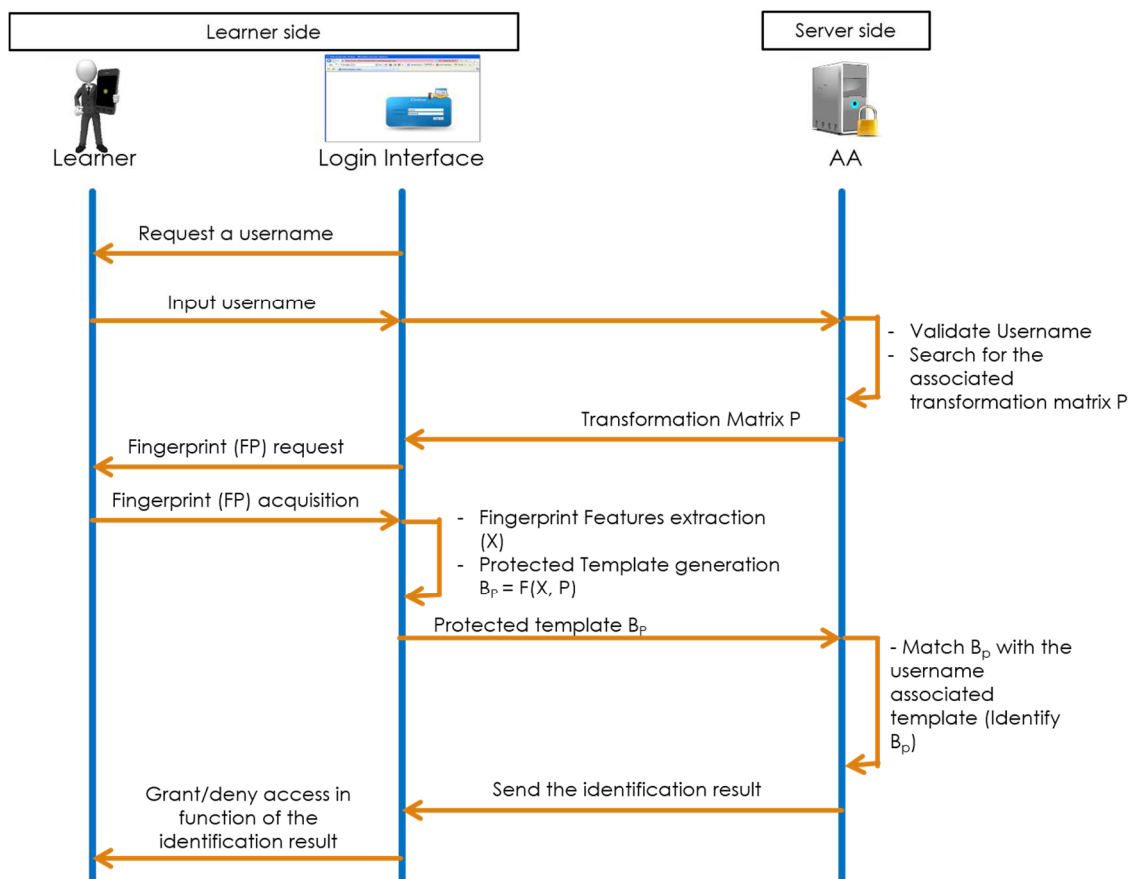 Learner side
Server side
Learner
Login Interface
AA
Request a username
Input username
- Validate Username
- Search for the
associated
transformation matrix P
Transformation Matrix P
Fingerprint (FP) request
Fingerprint (FP) acquisition
- Fingerprint Features extraction
(X)
- Protected Template generation
Bₚ = F(X, P)
Protected template Bₚ
- Match Bₚ with the
username
associated
template (Identify
Bₚ)
Send the identification result
Grant/deny access in
function of the
identification result